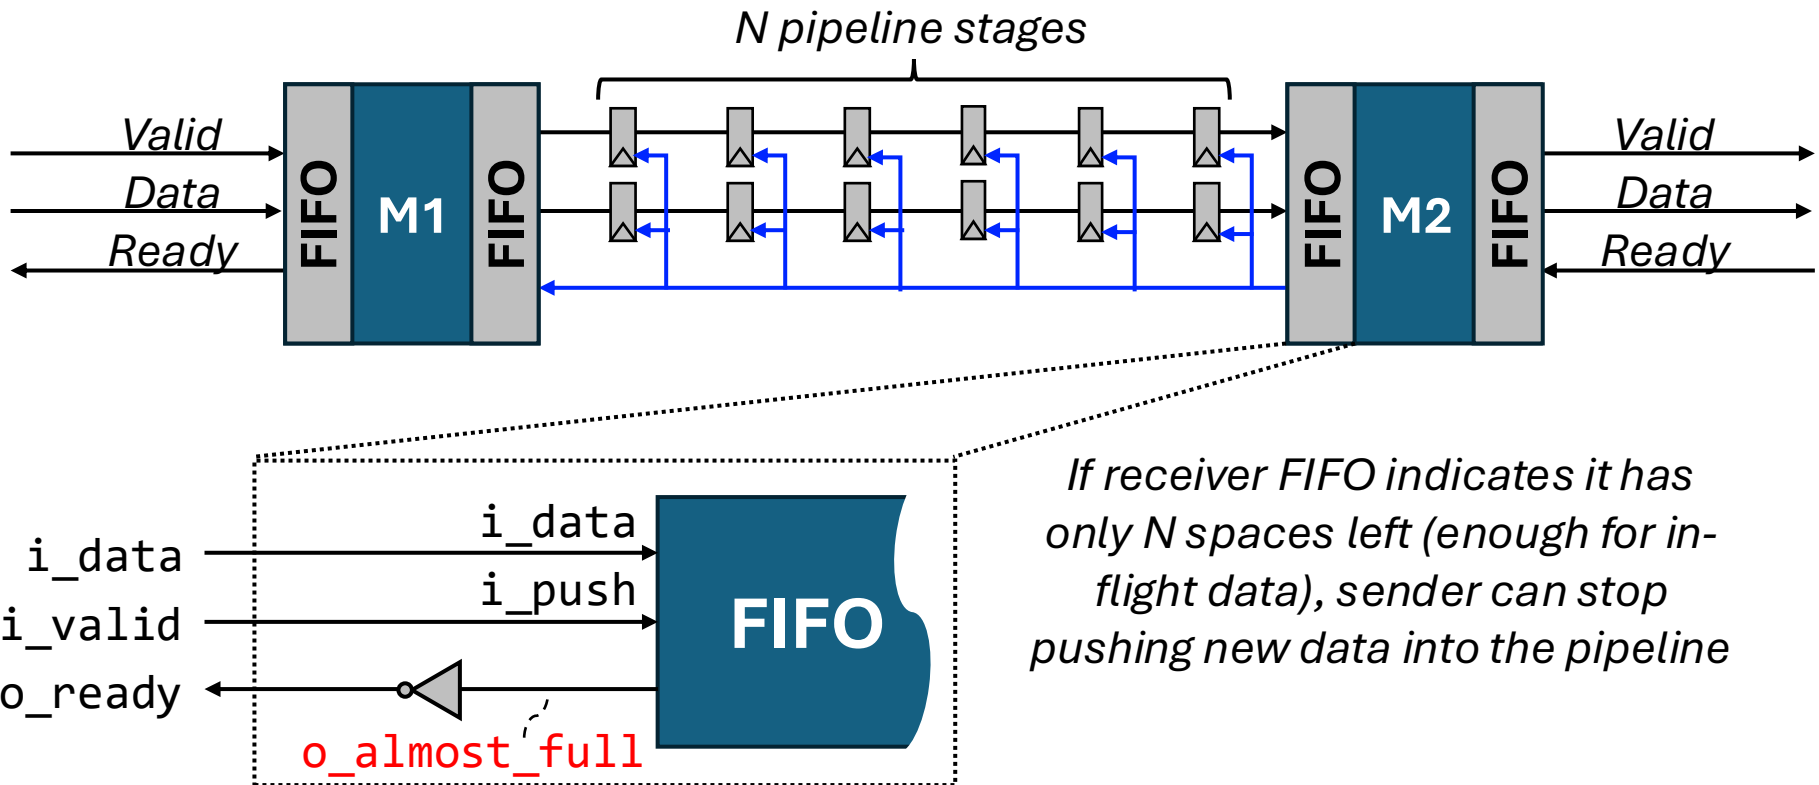 N pipeline stages
Valid
Data
Ready
FIFO
M1
FIFO
FIFO
M2
FIFO
Valid
Data
Ready
i_data
i_valid
o_ready
i_data
i_push
FIFO
o_almost_full
If receiver FIFO indicates it has
only N spaces left (enough for in-
flight data), sender can stop
pushing new data into the pipeline